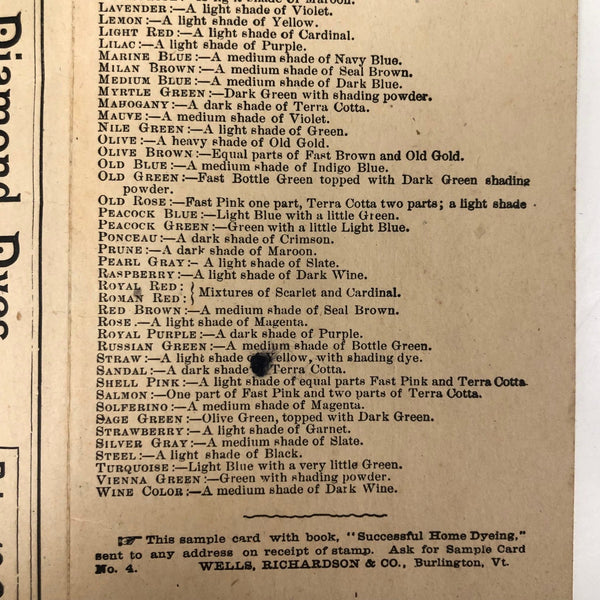 LAVENDER:—A light shade of Violet.
LEMON:—A light shade of Yellow.
LIGHT RED:—A light shade of Cardinal.
LILAC:—A light shade of Purple.
MARINE BLUE:—A medium shade of Navy Blue.
MILAN BROWN:—A medium shade of Seal Brown.
MEDIUM BLUE:—A medium shade of Dark Blue.
MYRTLE GREEN:—Dark Green with shading powder.
MAHOGANY:—A dark shade of Terra Cotta.
MAUVE:—A medium shade of Violet.
NILE GREEN:—A light shade of Green.
OLIVE:—A heavy shade of Old Gold.
OLIVE BROWN:—Equal parts of Fast Brown and Old Gold.
OLD BLUE:—A medium shade of Indigo Blue.
OLD GREEN:—Fast Bottle Green topped with Dark Green shading
powder.
OLD ROSE:—Fast Pink one part, Terra Cotta two parts; a light shade
PEACOCK BLUE:—Light Blue with a little Green.
PEACOCK GREEN:—Green with a little Light Blue.
PONCEAU:—A dark shade of Crimson.
PRUNE:—A dark shade of Maroon.
PEARL GRAY:—A light shade of Slate.
RASPBERRY:—A light shade of Dark Wine.
ROYAL RED: }
ROMAN RED: } Mixtures of Scarlet and Cardinal.
RED BROWN:—A medium shade of Seal Brown.
ROSE.—A light shade of Magenta.
ROYAL PURPLE:—A dark shade of Purple.
RUSSIAN GREEN:—A medium shade of Bottle Green.
STRAW:—A light shade of Yellow, with shading dye.
SANDAL:—A dark shade Terra Cotta.
SHELL PINK:—A light shade of equal parts Fast Pink and Terra Cotta.
SALMON:—One part of Fast Pink and two parts of Terra Cotta.
SOLFERINO:—A medium shade of Magenta.
SAGE GREEN:—Olive Green, topped with Dark Green.
STRAWBERRY:—A light shade of Garnet.
SILVER GRAY:—A medium shade of Slate.
STEEL:—A light shade of Black.
TURQUOISE:—Light Blue with a very little Green.
VIENNA GREEN:—Green with shading powder.
WINE COLOR:—A medium shade of Dark Wine.
☞ This sample card with book, "Successful Home Dyeing,"
sent to any address on receipt of stamp. Ask for Sample Card
No. 4. WELLS, RICHARDSON & CO., Burlington, Vt.
Diamond Dyes